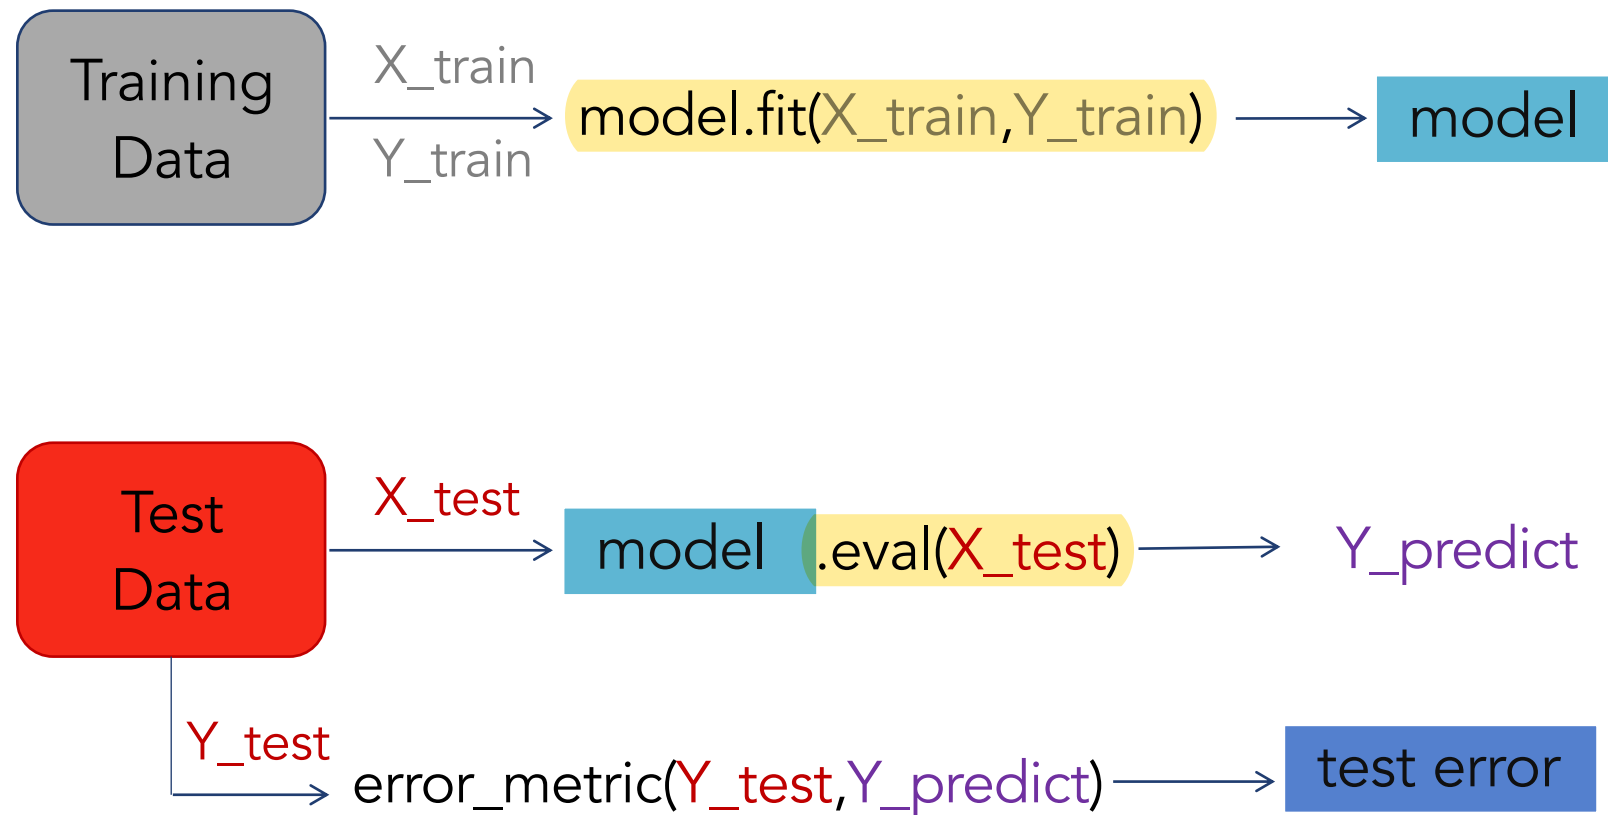 Training
Data
X_train
Y_train
model.fit(X_train,Y_train)
model
Test
Data
X_test
model .eval(X_test)
Y_predict
Y_test
error_metric(Y_test,Y_predict)
test error